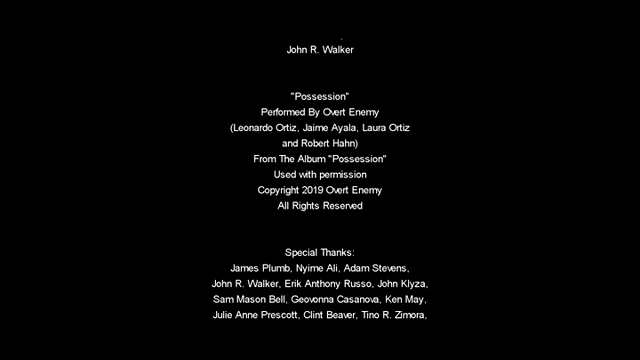 John R. Walker
"Possession"
Performed By Overt Enemy
(Leonardo Ortiz, Jaime Ayala, Laura Ortiz
and Robert Hahn)
From The Album "Possession"
Used with permission
Copyright 2019 Overt Enemy
All Rights Reserved
Special Thanks:
James Plumb, Nyime Ali, Adam Stevens,
John R. Walker, Erik Anthony Russo, John Klyza,
Sam Mason Bell, Geovonna Casanova, Ken May,
Julie Anne Prescott, Clint Beaver, Tino R. Zimora,